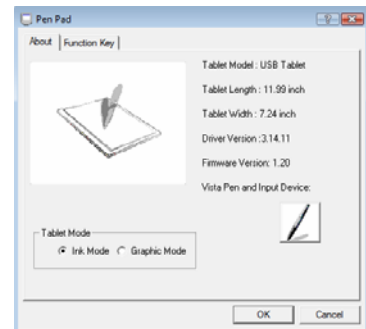 Pen Pad
About Function Key
Tablet Model : USB Tablet
Tablet Length : 11.99 inch
Tablet Width : 7.24 inch
Driver Version :3.14.11
Firmware Version: 1.20
Vista Pen and Input Device:
Tablet Mode
Ink Mode Graphic Mode
OK Cancel